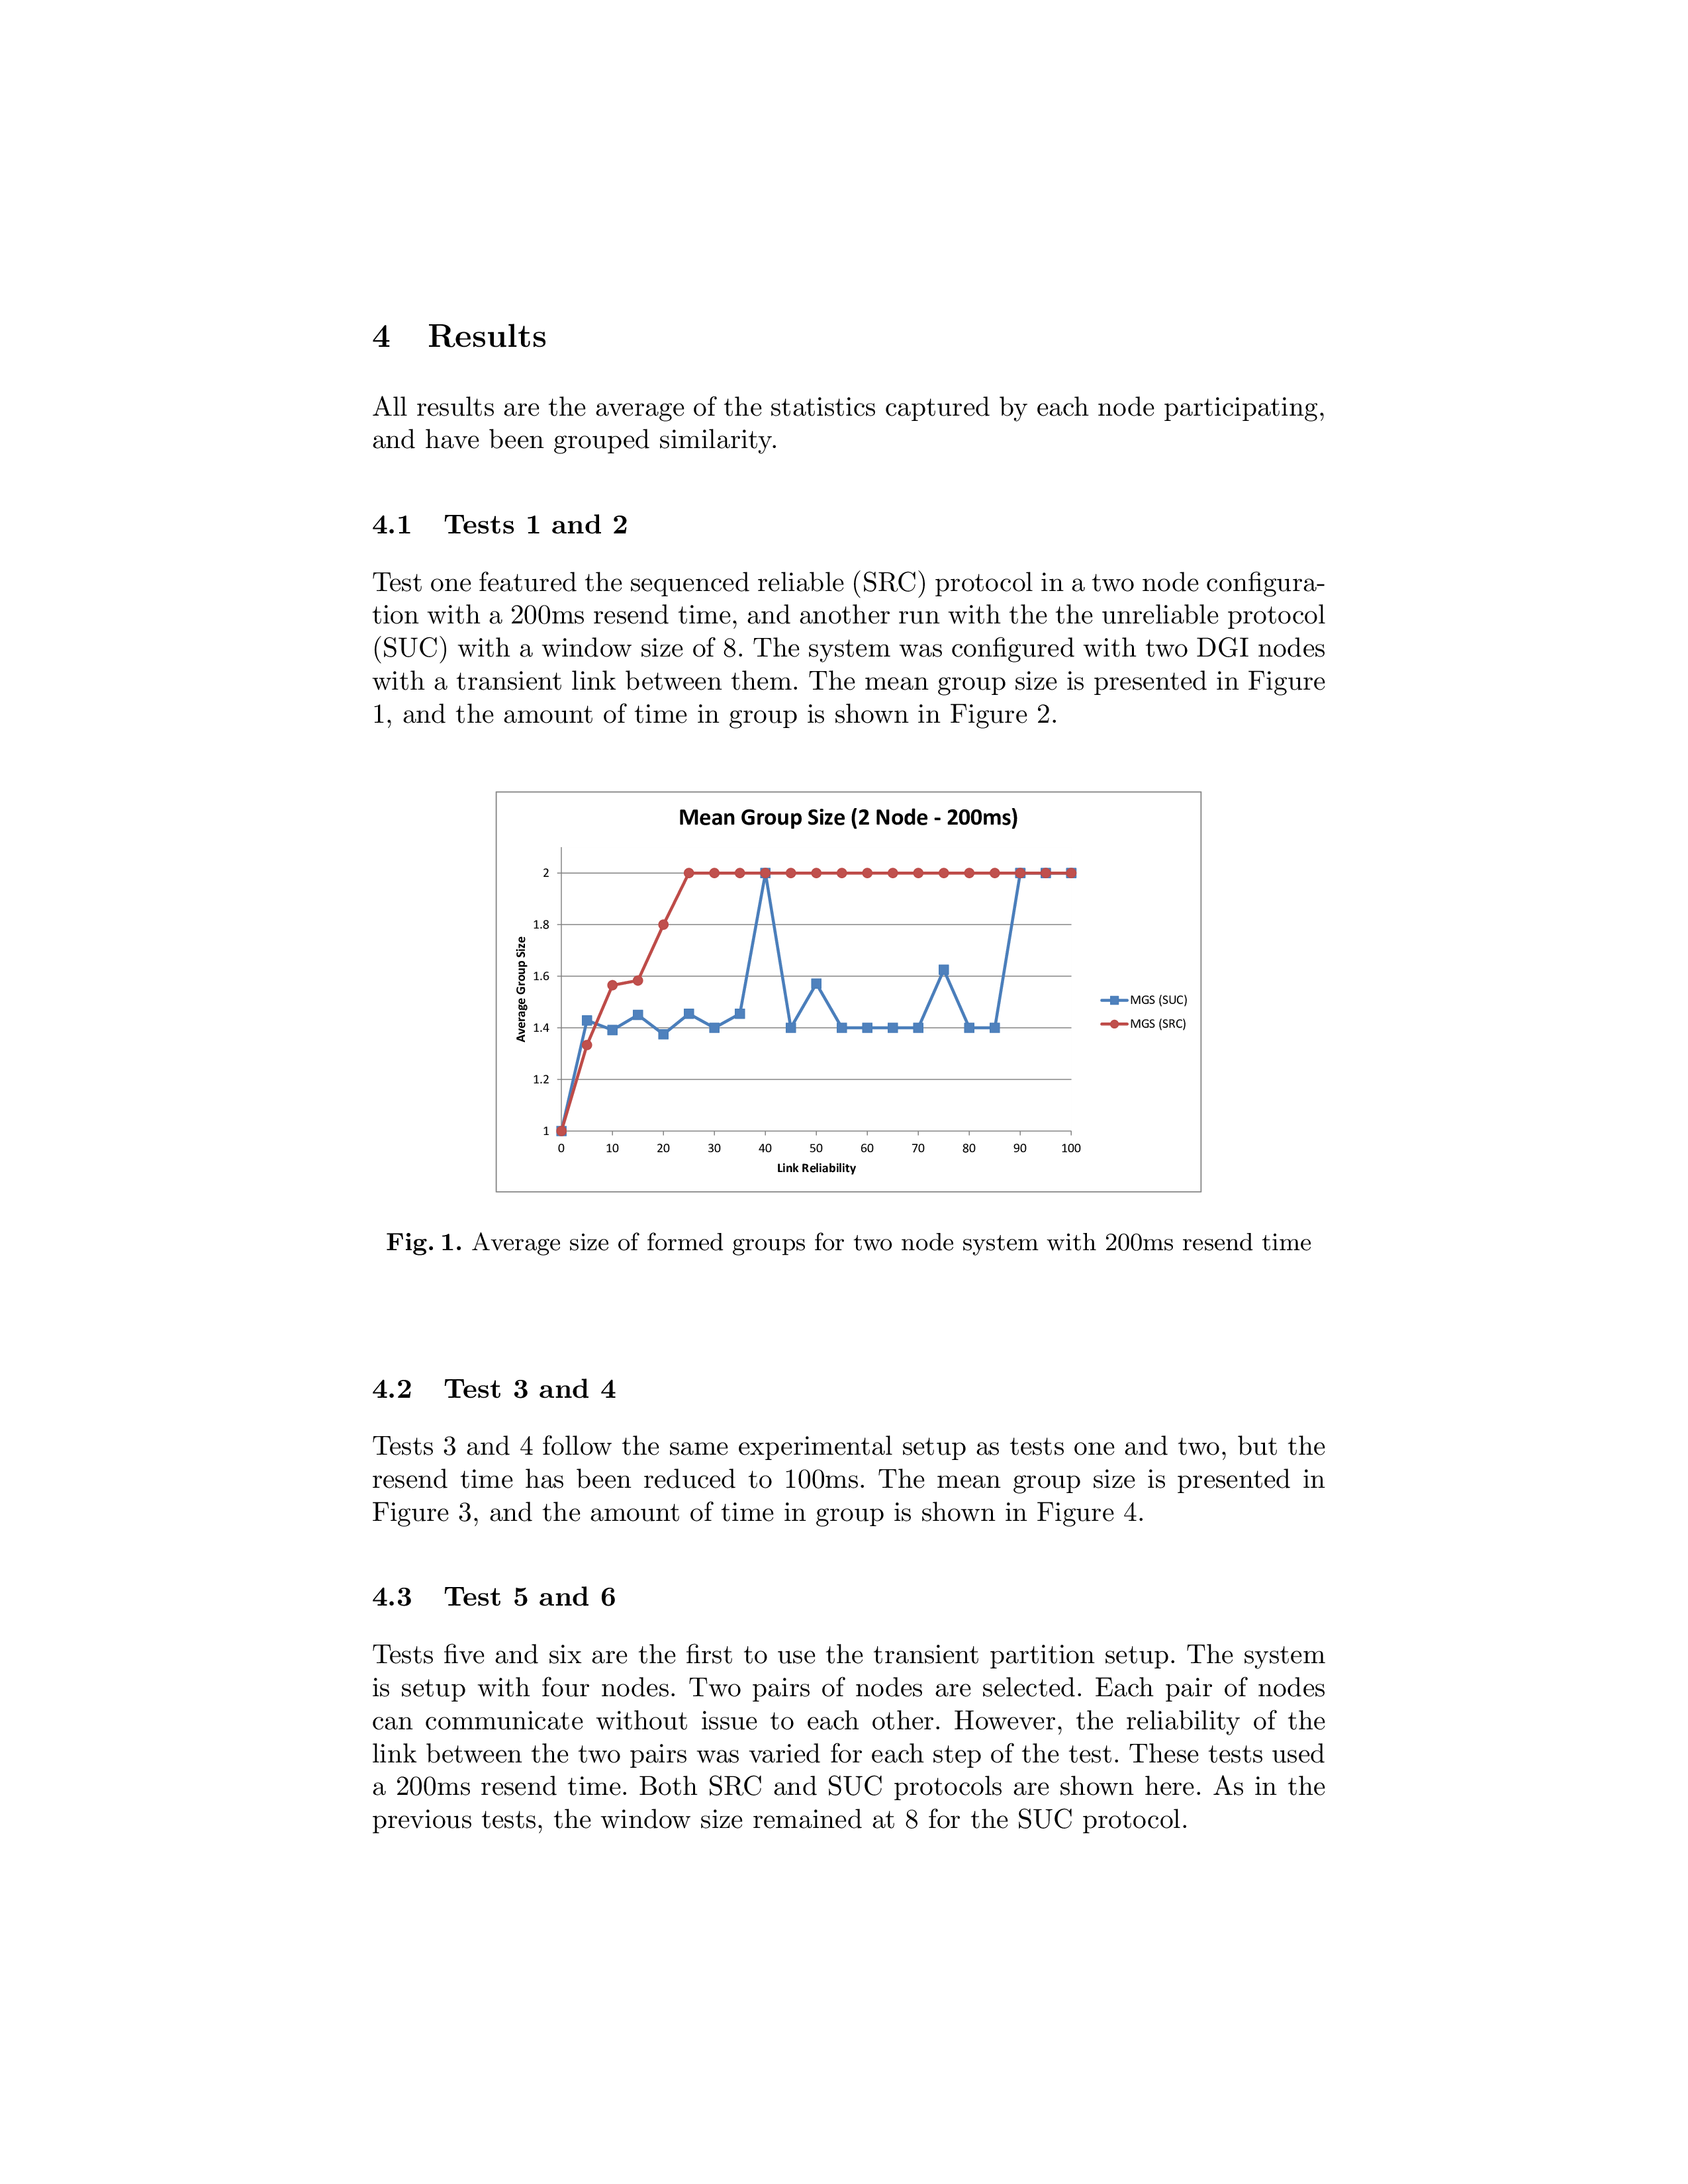 4 Results
All results are the average of the statistics captured by each node participating,
and have been grouped similarity.
4.1 Tests 1 and 2
Test one featured the sequenced reliable (SRC) protocol in a two node configura-
tion with a 200ms resend time, and another run with the the unreliable protocol
(SUC) with a window size of 8. The system was configured with two DGI nodes
with a transient link between them. The mean group size is presented in Figure
1, and the amount of time in group is shown in Figure 2.
Mean Group Size (2 Node - 200ms)
Average Group Size
2
1.8
1.6
1.4
1.2
1
0 10 20 30 40 50 60 70 80 90 100
Link Reliability
MGS (SUC)
MGS (SRC)
Fig. 1. Average size of formed groups for two node system with 200ms resend time
4.2 Test 3 and 4
Tests 3 and 4 follow the same experimental setup as tests one and two, but the
resend time has been reduced to 100ms. The mean group size is presented in
Figure 3, and the amount of time in group is shown in Figure 4.
4.3 Test 5 and 6
Tests five and six are the first to use the transient partition setup. The system
is setup with four nodes. Two pairs of nodes are selected. Each pair of nodes
can communicate without issue to each other. However, the reliability of the
link between the two pairs was varied for each step of the test. These tests used
a 200ms resend time. Both SRC and SUC protocols are shown here. As in the
previous tests, the window size remained at 8 for the SUC protocol.